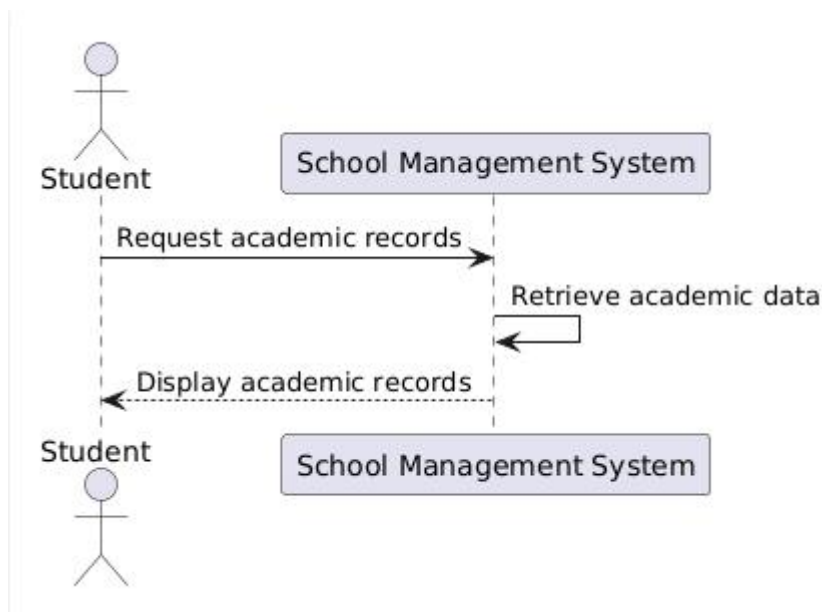 Student
School Management System
Request academic records
Retrieve academic data
Display academic records
Student
School Management System